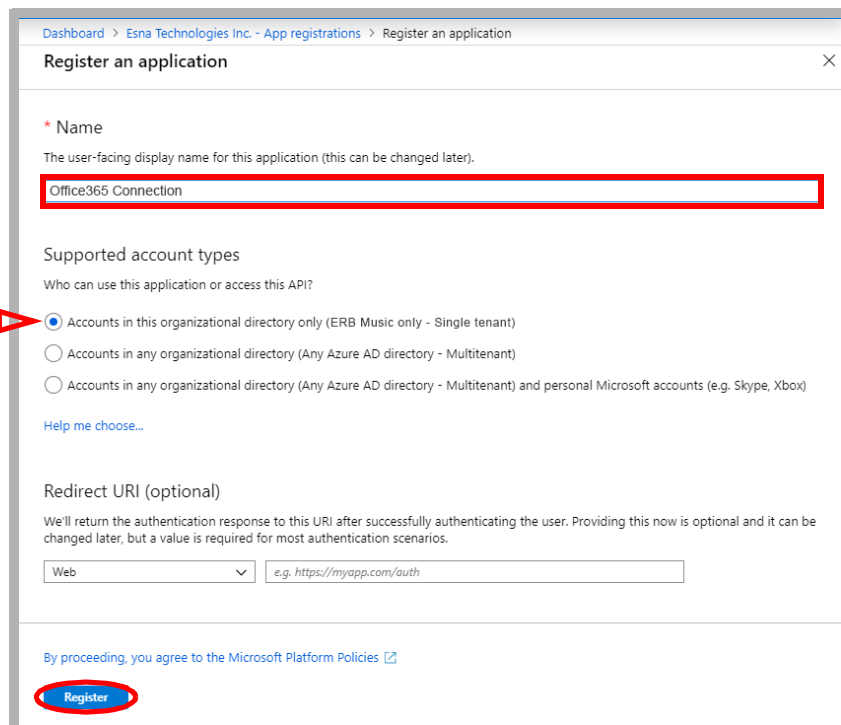 Dashboard > Esna Technologies Inc. - App registrations > Register an application
Register an application
* Name
The user-facing display name for this application (this can be changed later).
Office365 Connection
Supported account types
Who can use this application or access this API?
Accounts in this organizational directory only (ERB Music only - Single tenant)
Accounts in any organizational directory (Any Azure AD directory - Multitenant)
Accounts in any organizational directory (Any Azure AD directory - Multitenant) and personal Microsoft accounts (e.g. Skype, Xbox)
Help me choose...
Redirect URI (optional)
We'll return the authentication response to this URI after successfully authenticating the user. Providing this now is optional and it can be
changed later, but a value is required for most authentication scenarios.
Web
e.g. https://myapp.com/auth
By proceeding, you agree to the Microsoft Platform Policies
Register